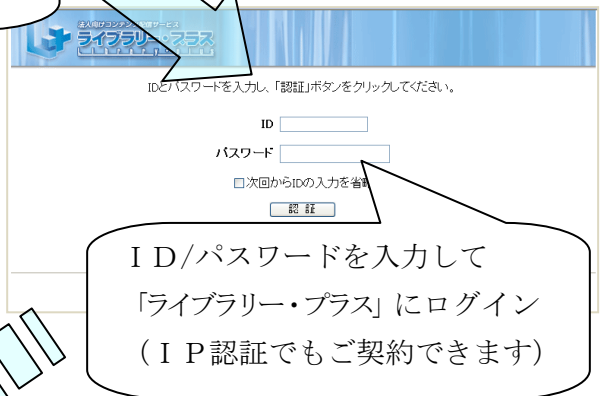 法人向けコンテンツ配信サービス
ライブラリー・プラス
IDとパスワードを入力し、「認証」ボタンをクリックしてください。
ID
パスワード
次回からIDの入力を省
認 証
ＩＤ/パスワードを入力して
「ライブラリー・プラス」にログイン
（ＩＰ認証でもご契約できます）